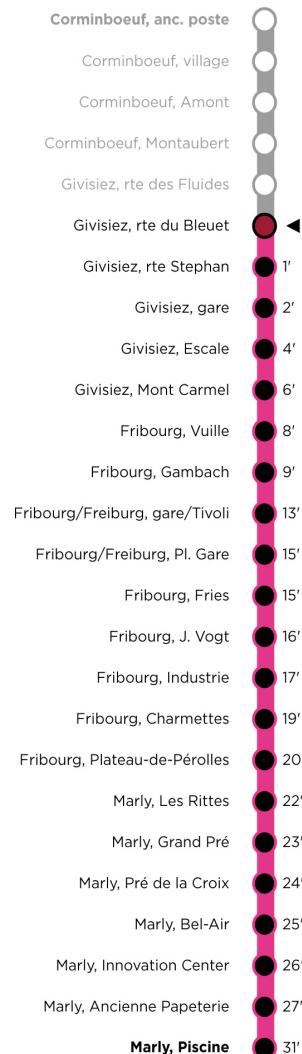 Corminboeuf, anc. poste
Corminboeuf, village
Corminboeuf, Amont
Corminboeuf, Montaubert
Givisiez, rte des Fluides
Givisiez, rte du Bleuet
Givisiez, rte Stephan 1'
Givisiez, gare 2'
Givisiez, Escale 4'
Givisiez, Mont Carmel 6'
Fribourg, Vuille 8'
Fribourg, Gambach 9'
Fribourg/Freiburg, gare/Tivoli 13'
Fribourg/Freiburg, Pl. Gare 15'
Fribourg, Fries 15'
Fribourg, J. Vogt 16'
Fribourg, Industrie 17'
Fribourg, Charmettes 19'
Fribourg, Plateau-de-Pérolles 20
Marly, Les Rittes 22'
Marly, Grand Pré 23'
Marly, Pré de la Croix 24'
Marly, Bel-Air 25'
Marly, Innovation Center 26'
Marly, Ancienne Papeterie 27'
Marly, Piscine 31'